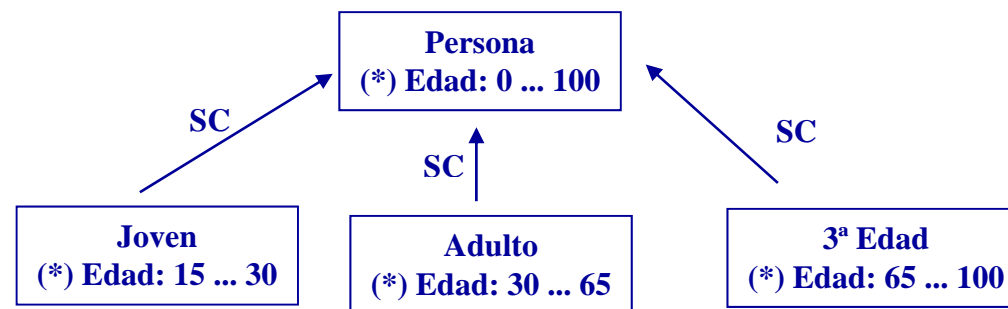 Persona
(*) Edad: 0 ... 100
SC
SC
SC
Joven
(*) Edad: 15 ... 30
Adulto
(*) Edad: 30 ... 65
3ª Edad
(*) Edad: 65 ... 100